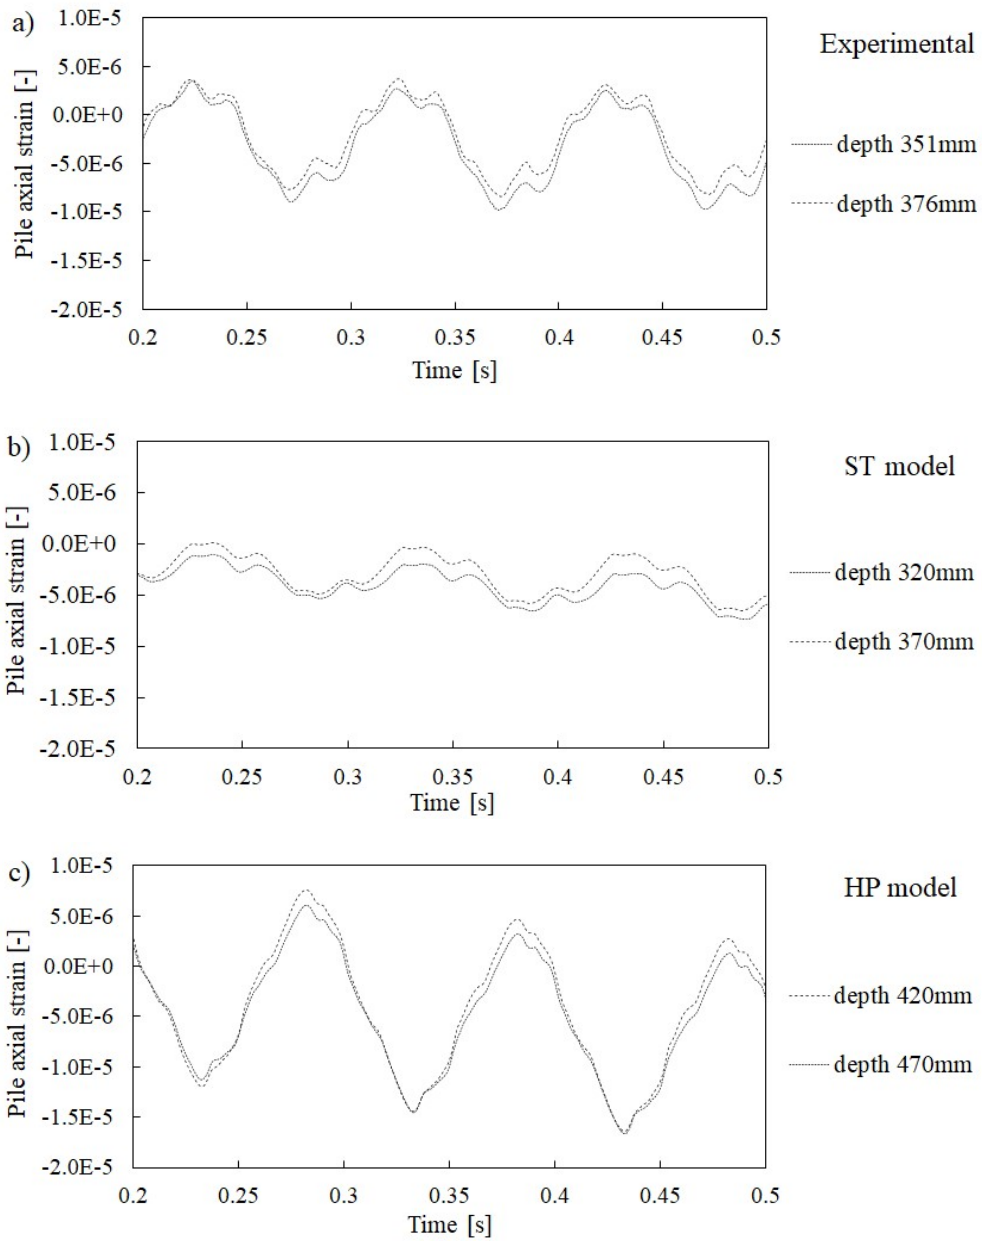 a)
1.0E-5
5.0E-6
0.0E+0
-5.0E-6
-1.0E-5
-1.5E-5
-2.0E-5
Pile axial strain [-]
0.2 0.25 0.3 0.35 0.4 0.45 0.5
Time [s]
Experimental
depth 351mm
depth 376mm
b)
1.0E-5
5.0E-6
0.0E+0
-5.0E-6
-1.0E-5
-1.5E-5
-2.0E-5
Pile axial strain [-]
0.2 0.25 0.3 0.35 0.4 0.45 0.5
Time [s]
ST model
depth 320mm
depth 370mm
c)
1.0E-5
5.0E-6
0.0E+0
-5.0E-6
-1.0E-5
-1.5E-5
-2.0E-5
Pile axial strain [-]
0.2 0.25 0.3 0.35 0.4 0.45 0.5
Time [s]
HP model
depth 420mm
depth 470mm